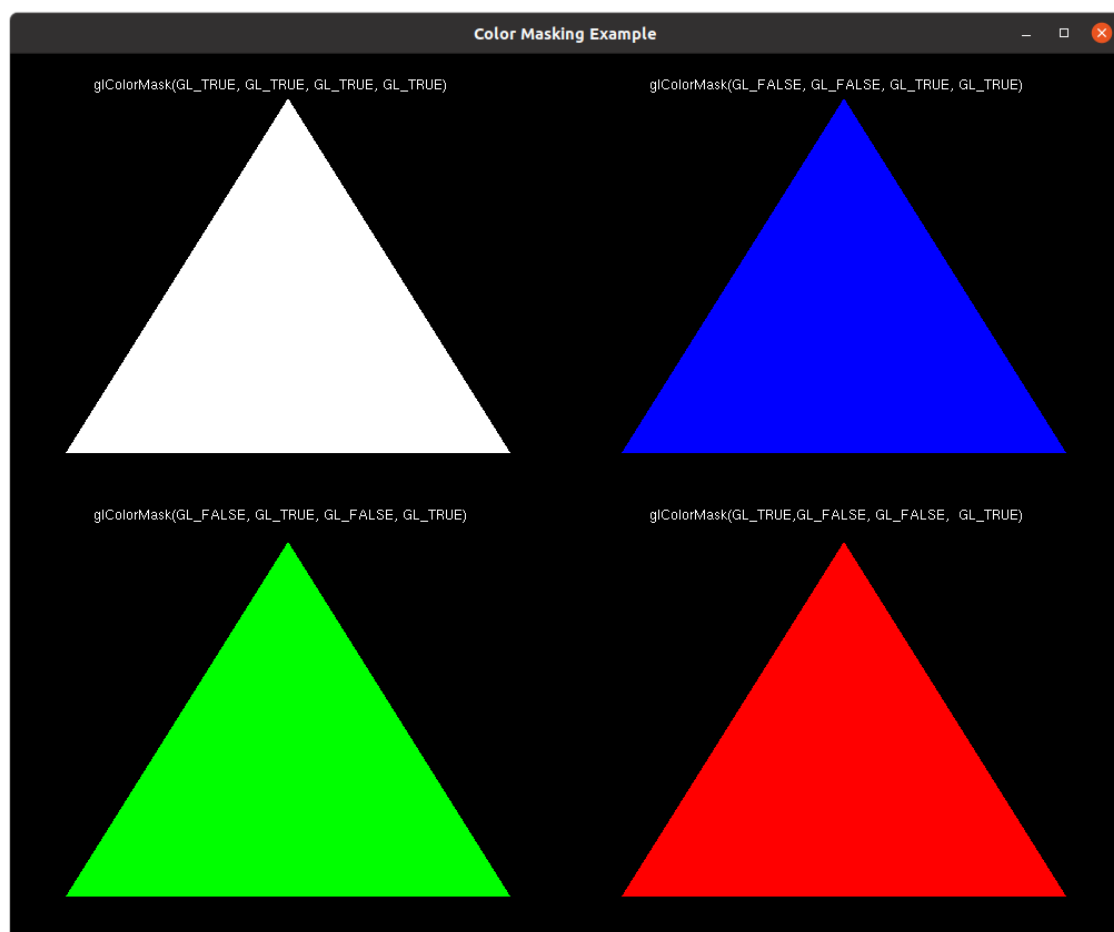 Color Masking Example
glColorMask(GL_TRUE, GL_TRUE, GL_TRUE, GL_TRUE)
glColorMask(GL_FALSE, GL_FALSE, GL_TRUE, GL_TRUE)
glColorMask(GL_FALSE, GL_TRUE, GL_FALSE, GL_TRUE)
glColorMask(GL_TRUE,GL_FALSE, GL_FALSE,  GL_TRUE)